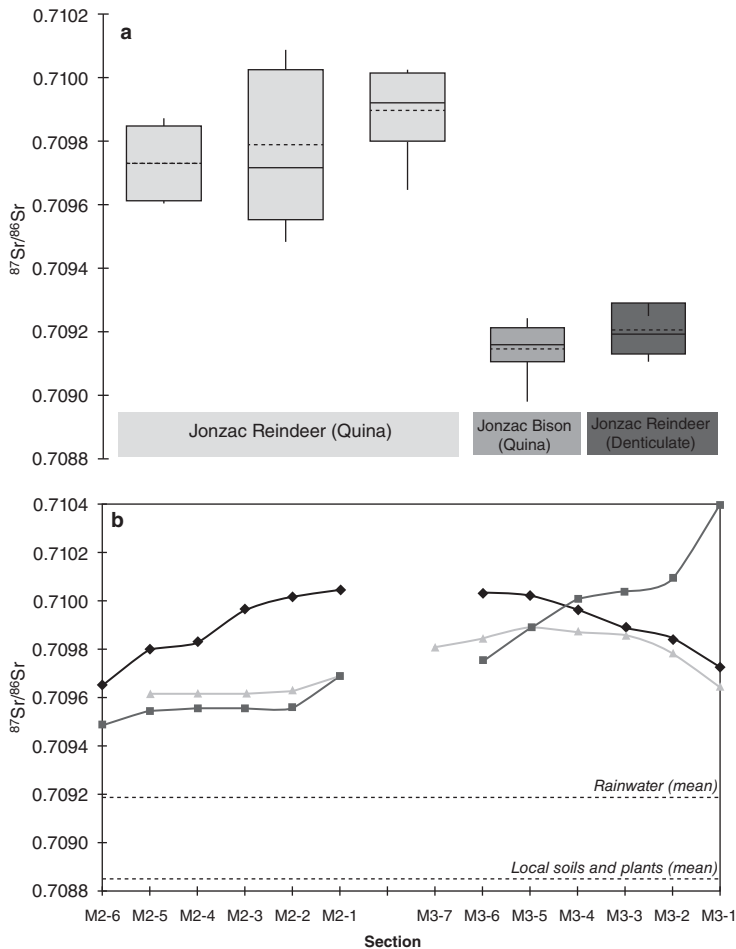 a
0.7102
0.7100
0.7098
0.7096
0.7094
0.7092
0.7090
0.7088
87Sr/86Sr
Jonzac Reindeer (Quina)
Jonzac Bison
(Quina)
Jonzac Reindeer
(Denticulate)
b
0.7104
0.7102
0.7100
0.7098
0.7096
0.7094
0.7092
0.7090
0.7088
87Sr/86Sr
Rainwater (mean)
Local soils and plants (mean)
M2-6 M2-5 M2-4 M2-3 M2-2 M2-1 M3-7 M3-6 M3-5 M3-4 M3-3 M3-2 M3-1
Section